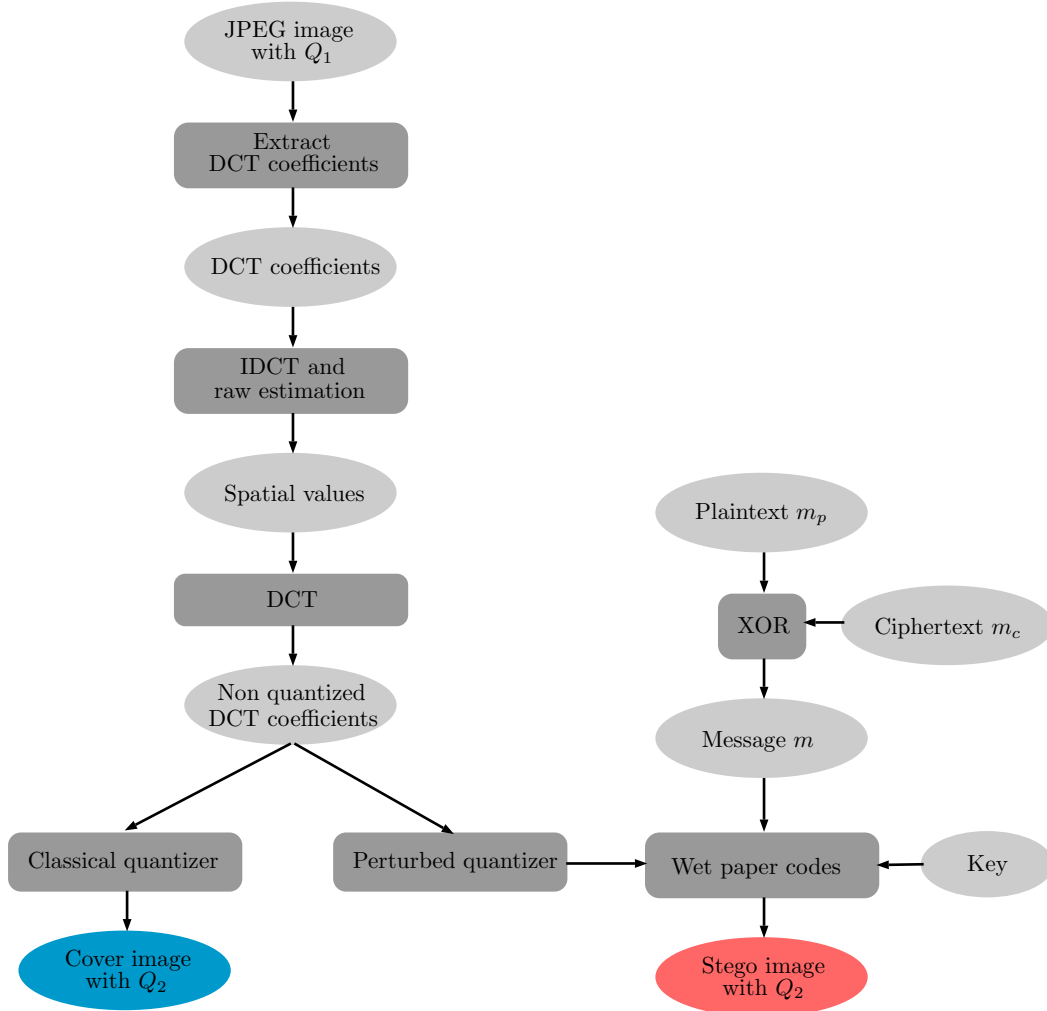 JPEG image
with Q₁
Extract
DCT coefficients
DCT coefficients
IDCT and
raw estimation
Spatial values
Plaintext mₚ
DCT
XOR
Ciphertext m_c
Non quantized
DCT coefficients
Message m
Classical quantizer
Perturbed quantizer
Wet paper codes
Key
Cover image
with Q₂
Stego image
with Q₂